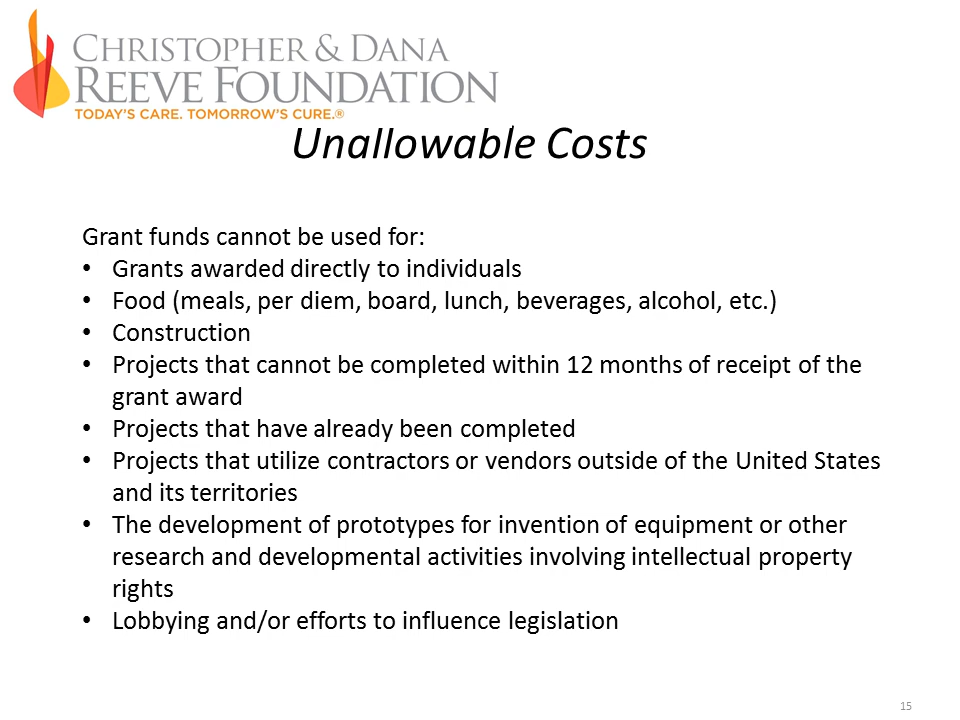 CHRISTOPHER & DANA
REEVE FOUNDATION
TODAY'S CARE. TOMORROW'S CURE.®
Unallowable Costs
Grant funds cannot be used for:
• Grants awarded directly to individuals
• Food (meals, per diem, board, lunch, beverages, alcohol, etc.)
• Construction
• Projects that cannot be completed within 12 months of receipt of the
grant award
• Projects that have already been completed
• Projects that utilize contractors or vendors outside of the United States
and its territories
• The development of prototypes for invention of equipment or other
research and developmental activities involving intellectual property
rights
• Lobbying and/or efforts to influence legislation
15